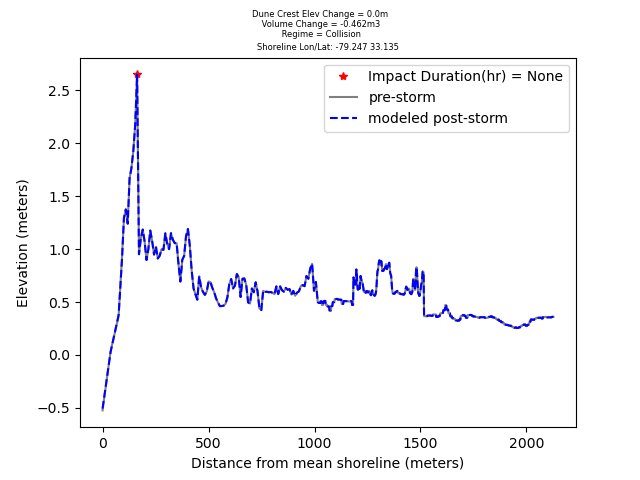 Dune Crest Elev Change = 0.0m
Volume Change = -0.462m3
Regime = Collision
Shoreline Lon/Lat: -79.247 33.135
Impact Duration(hr) = None
pre-storm
modeled post-storm
2.5
2.0
1.5
1.0
0.5
0.0
−0.5
Elevation (meters)
0 500 1000 1500 2000
Distance from mean shoreline (meters)